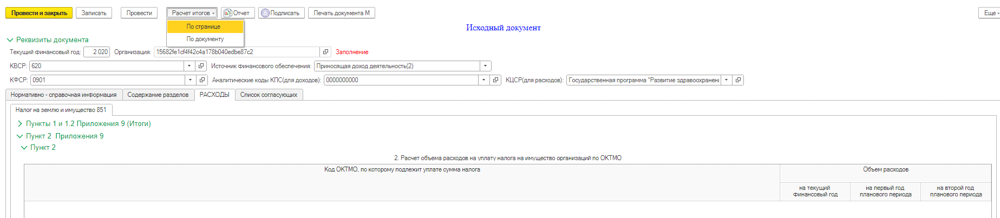 Провести и закрыть Записать Провести Расчет итогов Отчет Подписать Печать документа М Еще
По странице
Исходный документ
По документу
Реквизиты документа
Текущий финансовый год: 2 020 Организация: 15682fe1cf4f42c4a178b040edbe87c2 Заполнение
КВСР: 620 Источник финансового обеспечения: Приносящая доход деятельность(2)
КФСР: 0901 Аналитические коды КПС(для доходов): 0000000000 КЦСР(для расходов): Государственная программа "Развитие здравоохранени
Нормативно - справочная информация Содержание разделов РАСХОДЫ Список согласующих
Налог на землю и имущество 851
Пункты 1 и 1.2 Приложения 9 (Итоги)
Пункт 2 Приложения 9
Пункт 2
2. Расчет объема расходов на уплату налога на имущество организаций по ОКТМО
Код ОКТМО, по которому подлежит уплате сумма налога Объем расходов
на текущий финансовый год на первый год планового периода на второй год планового периода